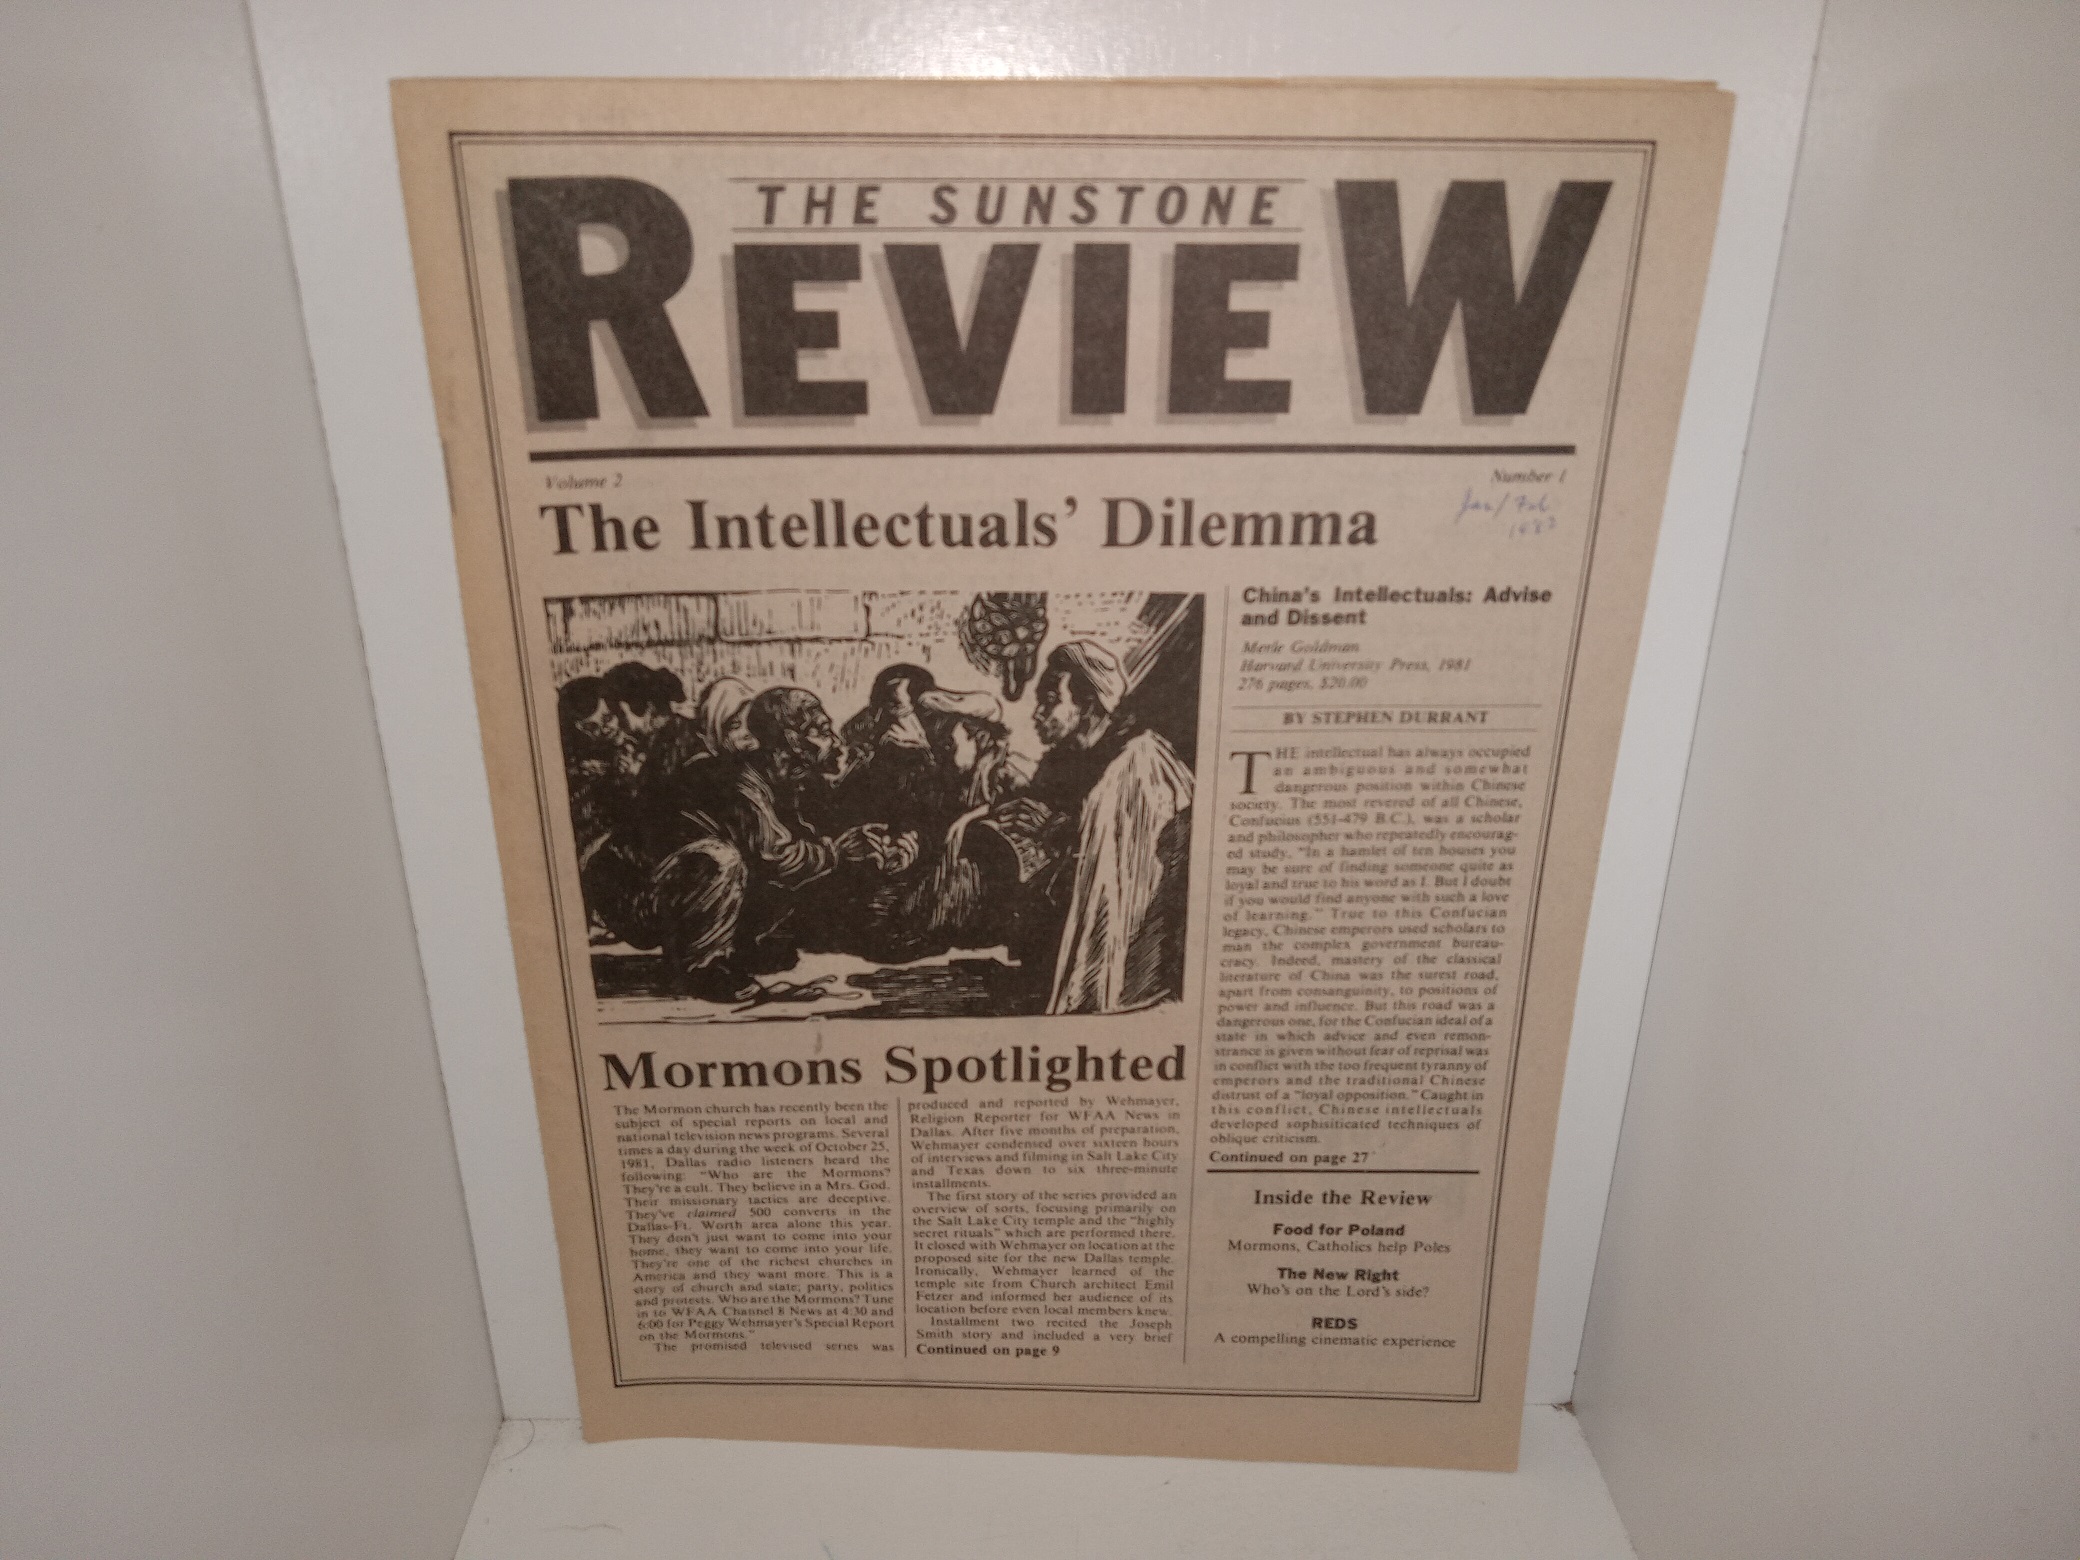 THE SUNSTONE
REVIEW
Volume 2 Number 1
Jan/Feb
1982
The Intellectuals' Dilemma
China's Intellectuals: Advise
and Dissent
Merle Goldman
Harvard University Press, 1981
276 pages, $20.00
BY STEPHEN DURRANT
THE intellectual has always occupied
an ambiguous and somewhat
dangerous position within Chinese
society. The most revered of all Chinese,
Confucius (551-479 B.C.), was a scholar
and philosopher who repeatedly encourag-
ed study. "In a hamlet of ten houses you
may be sure of finding someone quite as
loyal and true to his word as I. But I doubt
if you would find anyone with such a love
of learning." True to this Confucian
legacy, Chinese emperors used scholars to
man the complex government bureau-
cracy. Indeed, mastery of the classical
literature of China was the surest road,
apart from consanguinity, to positions of
power and influence. But this road was a
dangerous one, for the Confucian ideal of a
state in which advice and even remon-
strance is given without fear of reprisal was
in conflict with the too frequent tyranny of
emperors and the traditional Chinese
distrust of a "loyal opposition." Caught in
this conflict, Chinese intellectuals
developed sophisiticated techniques of
oblique criticism.
Continued on page 27
Mormons Spotlighted
The Mormon church has recently been the
subject of special reports on local and
national television news programs. Several
times a day during the week of October 25,
1981, Dallas radio listeners heard the
following: "Who are the Mormons?
They're a cult. They believe in a Mrs. God.
Their missionary tactics are deceptive.
They've claimed 500 converts in the
Dallas-Ft. Worth area alone this year.
They don't just want to come into your
home, they want to come into your life.
They're one of the richest churches in
America and they want more. This is a
story of church and state; party, politics
and protests. Who are the Mormons? Tune
in to WFAA Channel 8 News at 4:30 and
6:00 for Peggy Wehmayer's Special Report
on the Mormons."
The promised televised series was
produced and reported by Wehmayer,
Religion Reporter for WFAA News in
Dallas. After five months of preparation,
Wehmayer condensed over sixteen hours
of interviews and filming in Salt Lake City
and Texas down to six three-minute
installments.
The first story of the series provided an
overview of sorts, focusing primarily on
the Salt Lake City temple and the "highly
secret rituals" which are performed there.
It closed with Wehmayer on location at the
proposed site for the new Dallas temple.
Ironically, Wehmayer learned of the
temple site from Church architect Emil
Fetzer and informed her audience of its
location before even local members knew.
Installment two recited the Joseph
Smith story and included a very brief
Continued on page 9
Inside the Review
Food for Poland
Mormons, Catholics help Poles
The New Right
Who's on the Lord's side?
REDS
A compelling cinematic experience